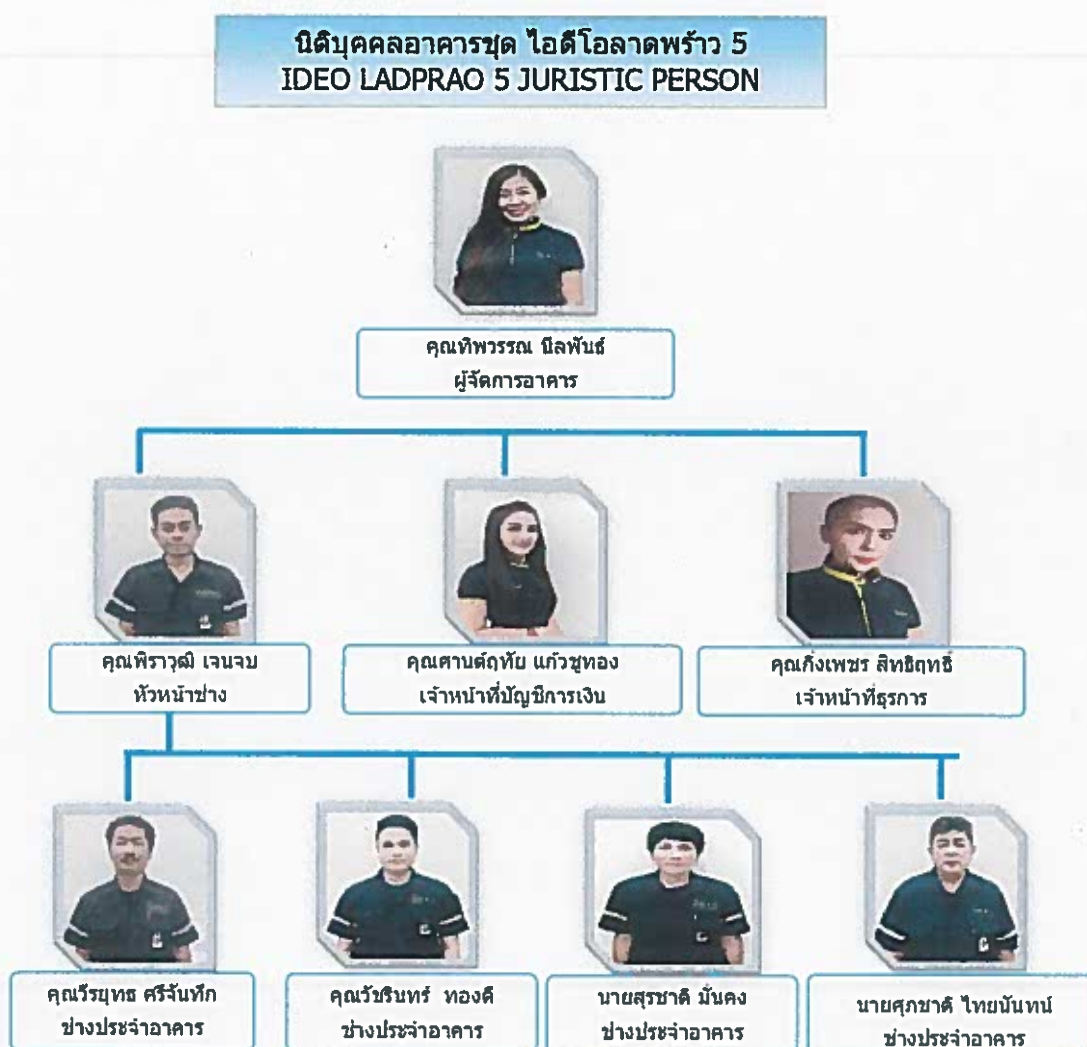 นิติบุคคลอาคารชุด ไอดีโอลาดพร้าว 5
IDEO LADPRAO 5 JURISTIC PERSON
คุณทิพวรรณ นิลพันธ์
ผู้จัดการอาคาร
คุณพิราวุฒิ เจนจบ
หัวหน้าช่าง
คุณศานต์ฤทัย แก้วชูทอง
เจ้าหน้าที่บัญชีการเงิน
คุณกิ่งเพชร สิทธิฤทธิ์
เจ้าหน้าที่ธุรการ
คุณวีรยุทธ ศรีจันทึก
ช่างประจำอาคาร
คุณวัชรินทร์ ทองดี
ช่างประจำอาคาร
นายสุรชาติ มั่นคง
ช่างประจำอาคาร
นายศุภชาติ ไทยนันทน์
ช่างประจำอาคาร